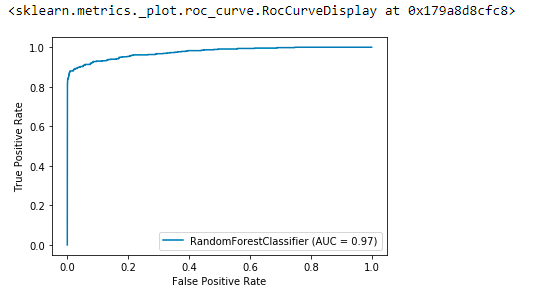 <sklearn.metrics._plot.roc_curve.RocCurveDisplay at 0x179a8d8cfc8>
1.0
0.8
0.6
0.4
0.2
0.0
True Positive Rate
RandomForestClassifier (AUC = 0.97)
0.0 0.2 0.4 0.6 0.8 1.0
False Positive Rate